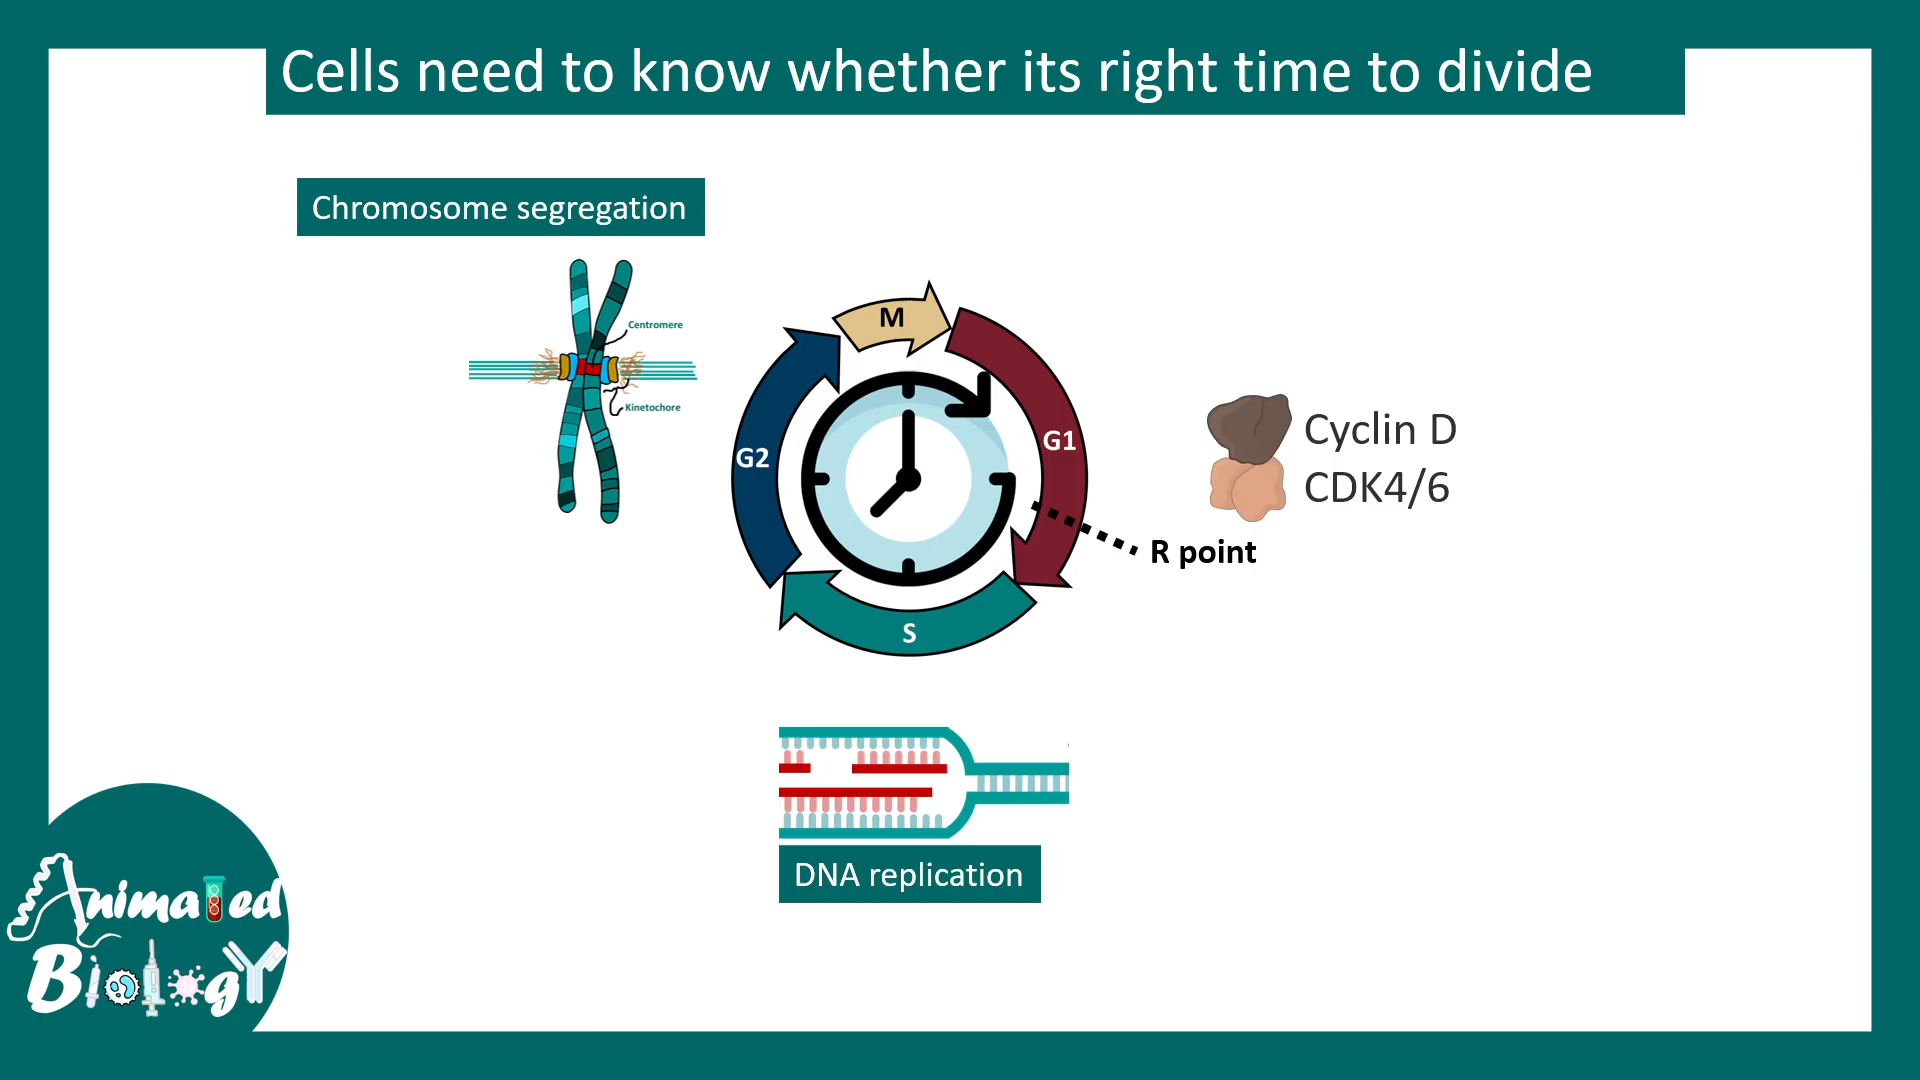 Cells need to know whether its right time to divide
Chromosome segregation
Centromere
Kinetochore
M
G1
G2
S
Cyclin D
CDK4/6
R point
DNA replication
Animated
Biology